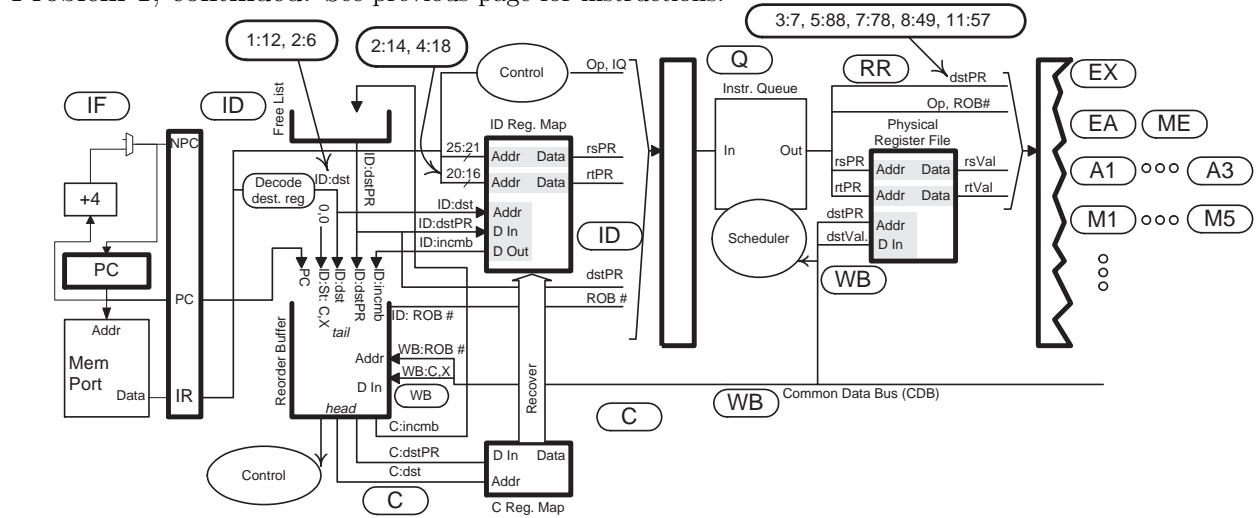 Problem 1, continued: See previous page for instructions.
3:7, 5:88, 7:78, 8:49, 11:57
1:12, 2:6
2:14, 4:18
Control
Op, IQ
Q
RR
dstPR
EX
IF
ID
Free List
Instr. Queue
Op, ROB#
EA
ME
NPC
ID Reg. Map
Physical
Register File
25:21
Addr
Data
rsPR
In
Out
rsPR
Addr
Data
rsVal
A1
A3
+4
Decode
dest. reg
ID:dst
ID:dstPR
20:16
Addr
Data
rtPR
rtPR
Addr
Data
rtVal
0,0
ID:dst
Addr
dstPR
Addr
M1
M5
ID:dstPR
D In
ID
Scheduler
dstVal.
D In
ID:incmb
D Out
PC
WB
PC
PC
ID:St: C,X
ID:dst
ID:dstPR
ID:incmb
dstPR
ROB #
ID: ROB #
tail
Addr
Reorder Buffer
WB:ROB #
Addr
Mem
Port
WB:C,X
D In
Data
IR
WB
Recover
WB
Common Data Bus (CDB)
head
C
C:incmb
C:dstPR
D In
Data
Control
C:dst
Addr
C
C Reg. Map